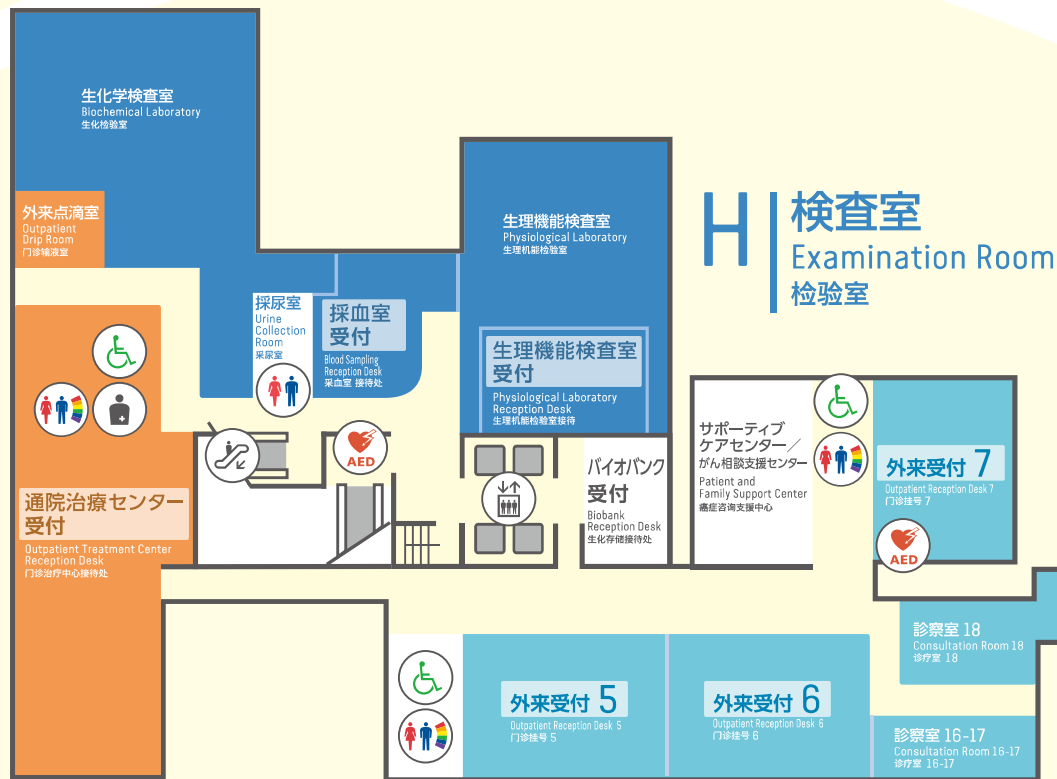 生化学検査室
Biochemical Laboratory
生化检验室
外来点滴室
Outpatient
Drip Room
门诊输液室
採尿室
Urine
Collection
Room
采尿室
採血室
受付
Blood Sampling
Reception Desk
采血室 接待处
生理機能検査室
Physiological Laboratory
生理机能检验室
生理機能検査室
受付
Physiological Laboratory
Reception Desk
生理机能检验室接待
H
検査室
Examination Room
检验室
AED
通院治療センター
受付
Outpatient Treatment Center
Reception Desk
门诊治疗中心接待处
バイオバンク
受付
Biobank
Reception Desk
生化存储接待处
サポーティブ
ケアセンター/
がん相談支援センター
Patient and
Family Support Center
癌症咨询支援中心
外来受付 7
Outpatient Reception Desk 7
门诊挂号 7
AED
外来受付 5
Outpatient Reception Desk 5
门诊挂号 5
外来受付 6
Outpatient Reception Desk 6
门诊挂号 6
診察室 18
Consultation Room 18
诊疗室 18
診察室 16-17
Consultation Room 16-17
诊疗室 16-17